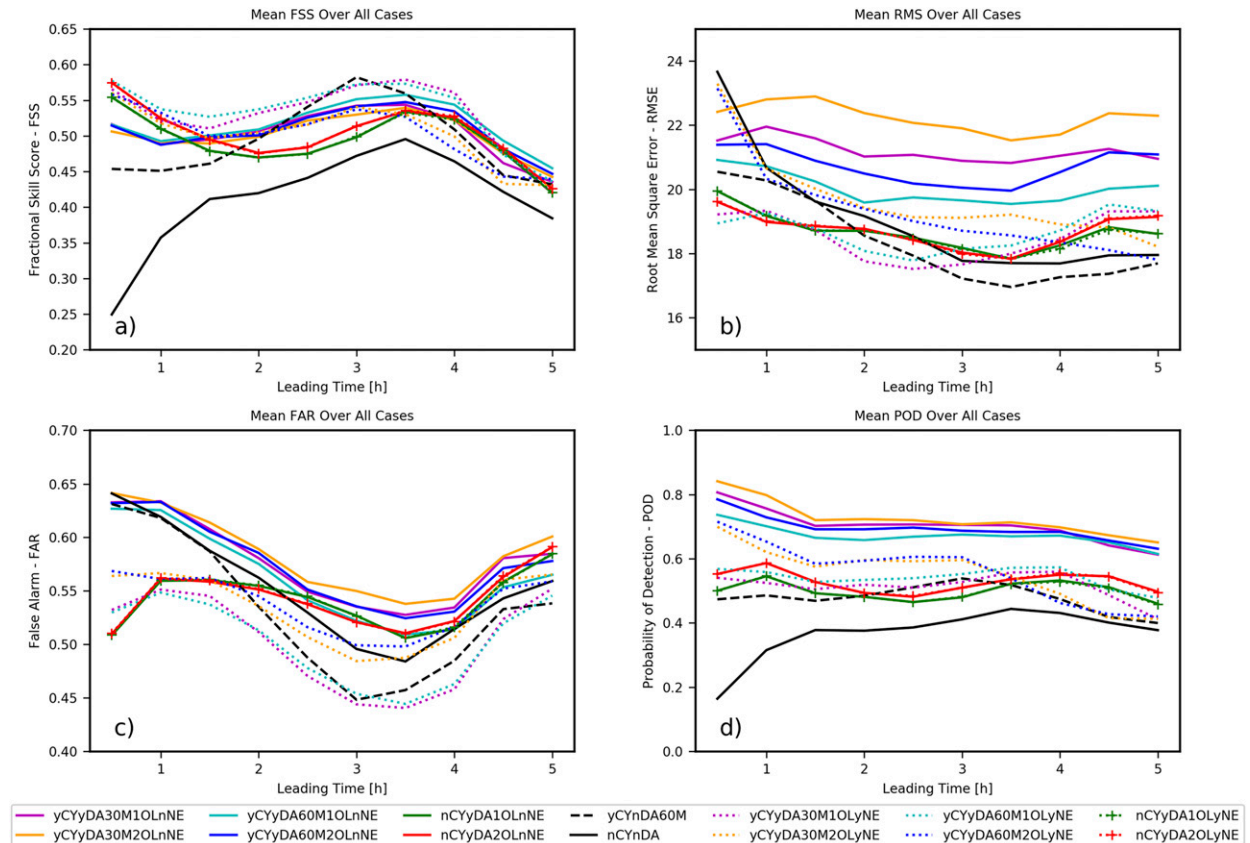 Mean FSS Over All Cases
0.65
0.60
0.55
0.50
0.45
0.40
0.35
0.30
0.25
0.20
Fractional Skill Score - FSS
a)
1 2 3 4 5
Leading Time [h]
Mean RMS Over All Cases
24
22
20
18
16
Root Mean Square Error - RMSE
b)
1 2 3 4 5
Leading Time [h]
Mean FAR Over All Cases
0.70
0.65
0.60
0.55
0.50
0.45
0.40
False Alarm - FAR
c)
1 2 3 4 5
Leading Time [h]
Mean POD Over All Cases
1.0
0.8
0.6
0.4
0.2
0.0
Probability of Detection - POD
d)
1 2 3 4 5
Leading Time [h]
yCYyDA30M1OLnNE yCYyDA60M1OLnNE nCYyDA1OLnNE yCYnDA60M yCYyDA30M1OLyNE yCYyDA60M1OLyNE nCYyDA1OLyNE
yCYyDA30M2OLnNE yCYyDA60M2OLnNE nCYyDA2OLnNE nCYnDA yCYyDA30M2OLyNE yCYyDA60M2OLyNE nCYyDA2OLyNE